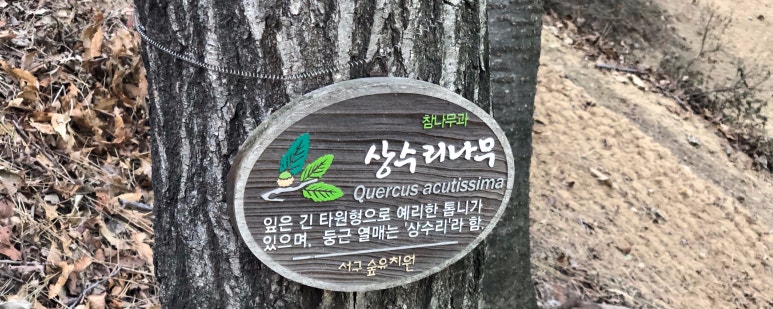 참나무과
상수리나무
Quercus acutissima
잎은 긴 타원형으로 예리한 톱니가
있으며, 둥근 열매는 '상수리'라 함.
서구숲유치원